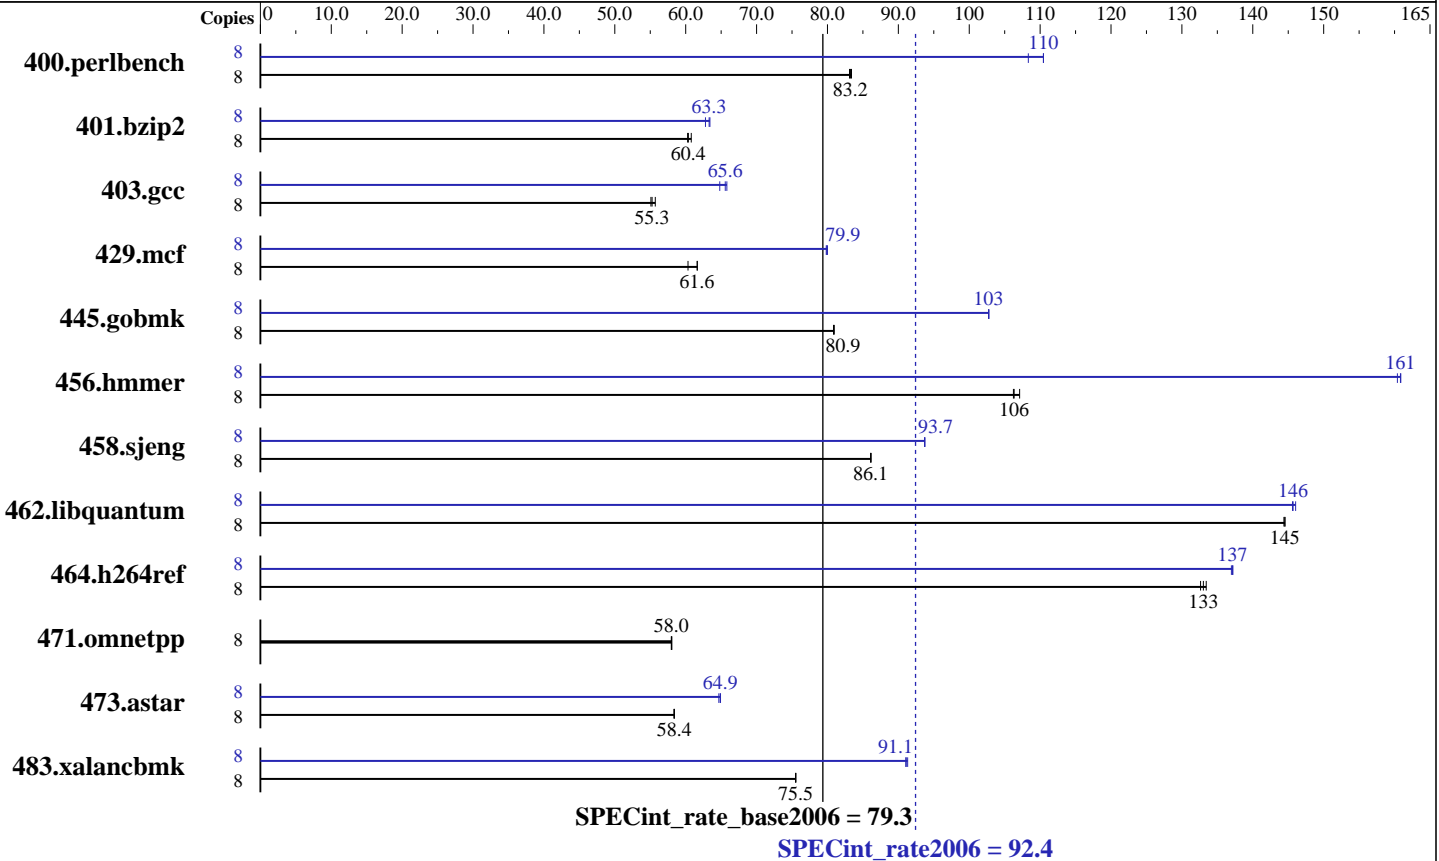 Copies 0 10.0 20.0 30.0 40.0 50.0 60.0 70.0 80.0 90.0 100 110 120 130 140 150 165
400.perlbench 8 110
8 83.2
401.bzip2 8 63.3
8 60.4
403.gcc 8 65.6
8 55.3
429.mcf 8 79.9
8 61.6
445.gobmk 8 103
8 80.9
456.hmmer 8 161
8 106
458.sjeng 8 93.7
8 86.1
462.libquantum 8 146
8 145
464.h264ref 8 137
8 133
471.omnetpp 8 58.0
473.astar 8 64.9
8 58.4
483.xalancbmk 8 91.1
8 75.5
SPECint_rate_base2006 = 79.3
SPECint_rate2006 = 92.4